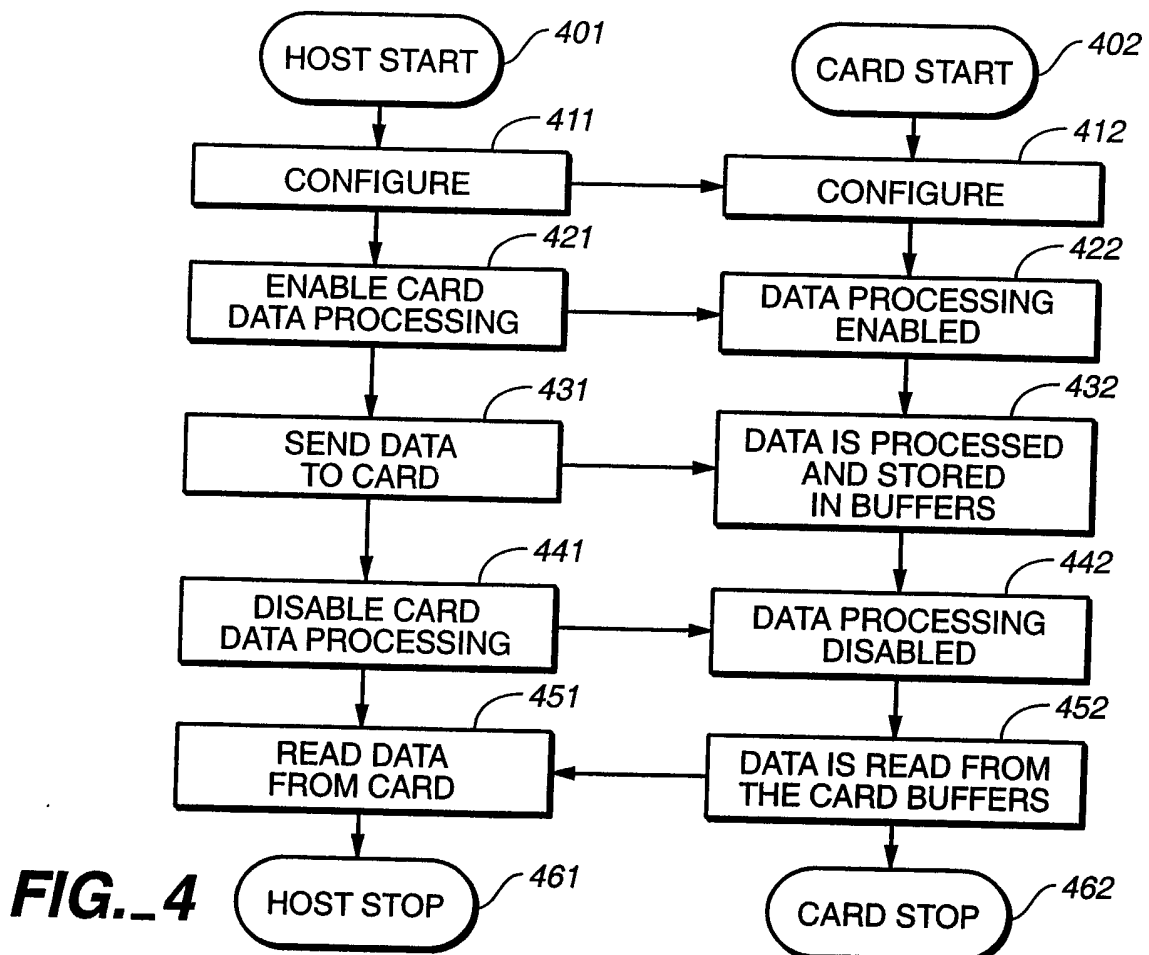 HOST START
401
CARD START
402
411
CONFIGURE
412
CONFIGURE
421
ENABLE CARD
DATA PROCESSING
422
DATA PROCESSING
ENABLED
431
SEND DATA
TO CARD
432
DATA IS PROCESSED
AND STORED
IN BUFFERS
441
DISABLE CARD
DATA PROCESSING
442
DATA PROCESSING
DISABLED
451
READ DATA
FROM CARD
452
DATA IS READ FROM
THE CARD BUFFERS
HOST STOP
461
CARD STOP
462
FIG._4